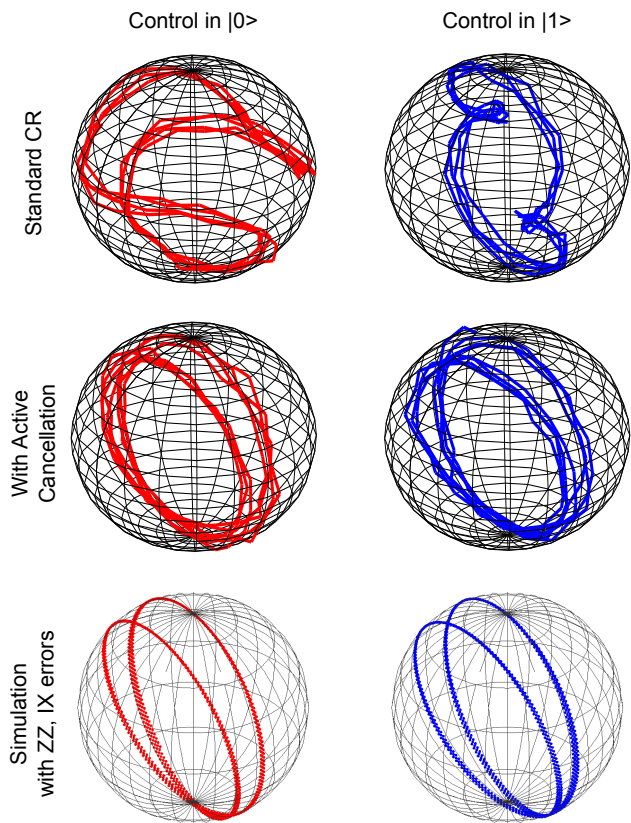 Control in |0>
Control in |1>
Standard CR
With Active
Cancellation
Simulation
with ZZ, IX errors